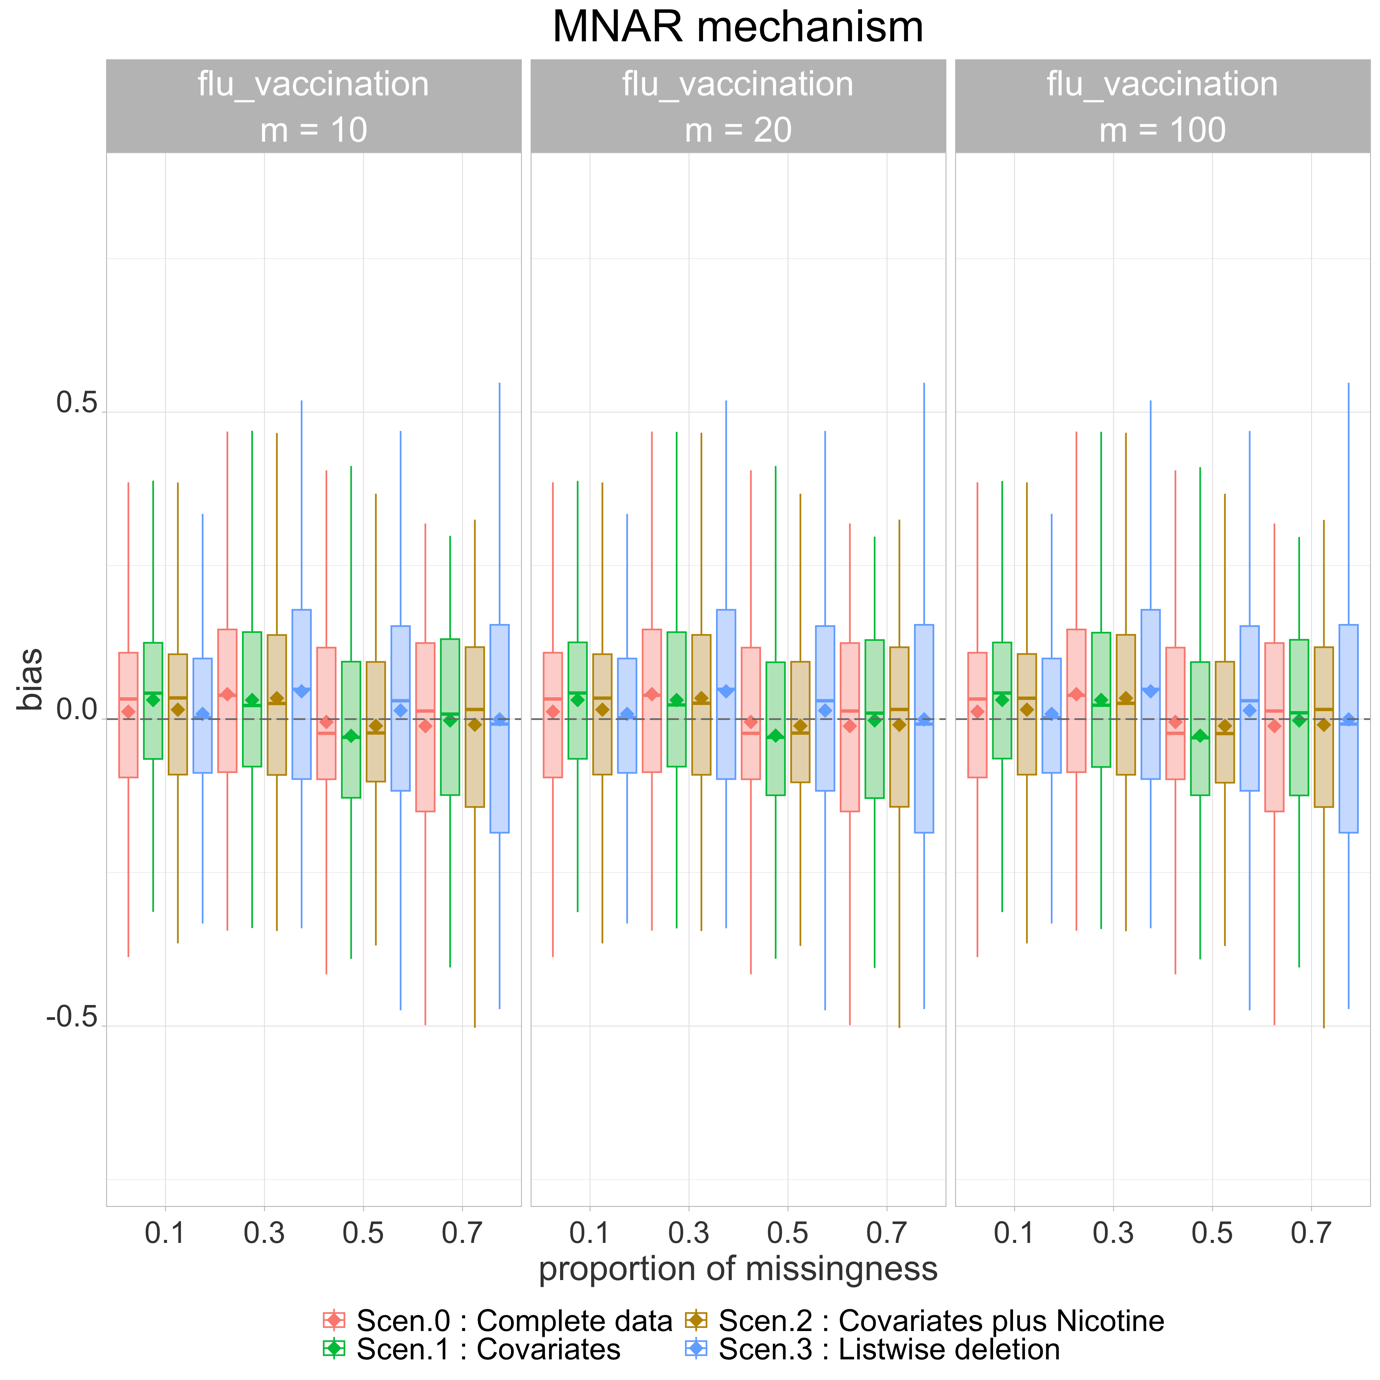 MNAR mechanism
flu_vaccination
m = 10
flu_vaccination
m = 20
flu_vaccination
m = 100
bias
0.5
0.0
-0.5
0.1 0.3 0.5 0.7
0.1 0.3 0.5 0.7
0.1 0.3 0.5 0.7
proportion of missingness
Scen.0 : Complete data
Scen.1 : Covariates
Scen.2 : Covariates plus Nicotine
Scen.3 : Listwise deletion